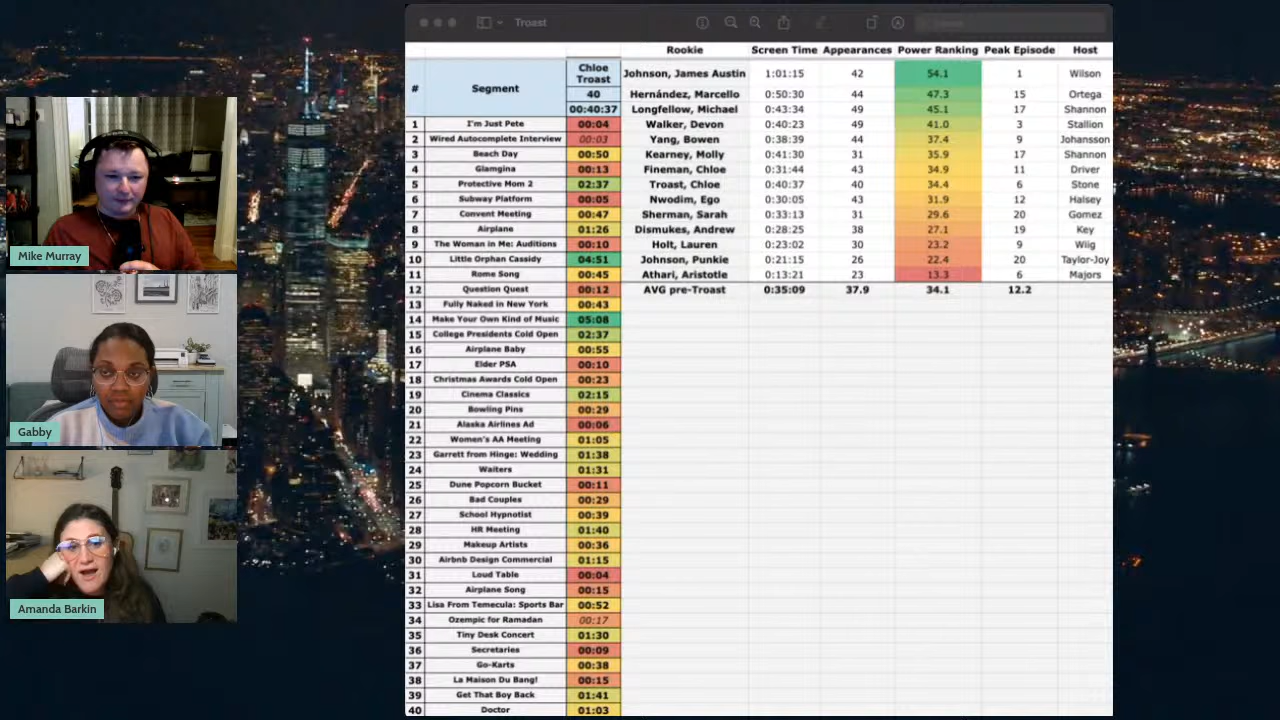 Troast
Rookie Screen Time Appearances Power Ranking Peak Episode Host
# Segment Chloe Troast 40 00:40:37
Johnson, James Austin 1:01:15 42 54.1 1 Wilson
Hernández, Marcello 0:50:30 44 47.3 15 Ortega
Longfellow, Michael 0:43:34 49 45.1 17 Shannon
1 I'm Just Pete 00:04 Walker, Devon 0:40:23 49 41.0 3 Stallion
2 Wired Autocomplete Interview 00:03 Yang, Bowen 0:38:39 44 37.4 9 Johansson
3 Beach Day 00:50 Kearney, Molly 0:41:30 31 35.9 17 Shannon
4 Glamgina 00:13 Fineman, Chloe 0:31:44 43 34.9 11 Driver
5 Protective Mom 2 02:37 Troast, Chloe 0:40:37 40 34.4 6 Stone
6 Subway Platform 00:05 Nwodim, Ego 0:30:05 43 31.9 12 Halsey
7 Convent Meeting 00:47 Sherman, Sarah 0:33:13 31 29.6 20 Gomez
8 Airplane 01:26 Dismukes, Andrew 0:28:25 38 27.1 19 Key
9 The Woman in Me: Auditions 00:10 Holt, Lauren 0:23:02 30 23.2 9 Wiig
10 Little Orphan Cassidy 04:51 Johnson, Punkie 0:21:15 26 22.4 20 Taylor-Joy
11 Rome Song 00:45 Athari, Aristotle 0:13:21 23 13.3 6 Majors
12 Question Quest 00:12 AVG pre-Troast 0:35:09 37.9 34.1 12.2
13 Fully Naked in New York 00:43
14 Make Your Own Kind of Music 05:08
15 College Presidents Cold Open 02:37
16 Airplane Baby 00:55
17 Elder PSA 00:10
18 Christmas Awards Cold Open 00:23
19 Cinema Classics 02:15
20 Bowling Pins 00:29
21 Alaska Airlines Ad 00:06
22 Women's AA Meeting 01:05
23 Garrett from Hinge: Wedding 01:38
24 Waiters 01:31
25 Dune Popcorn Bucket 00:11
26 Bad Couples 00:29
27 School Hypnotist 00:39
28 HR Meeting 01:40
29 Makeup Artists 00:36
30 Airbnb Design Commercial 01:15
31 Loud Table 00:04
32 Airplane Song 00:15
33 Lisa From Temecula: Sports Bar 00:52
34 Ozempic for Ramadan 00:17
35 Tiny Desk Concert 01:30
36 Secretaries 00:09
37 Go-Karts 00:38
38 La Maison Du Bang! 00:15
39 Get That Boy Back 01:41
40 Doctor 01:03
Mike Murray
Gabby
Amanda Barkin